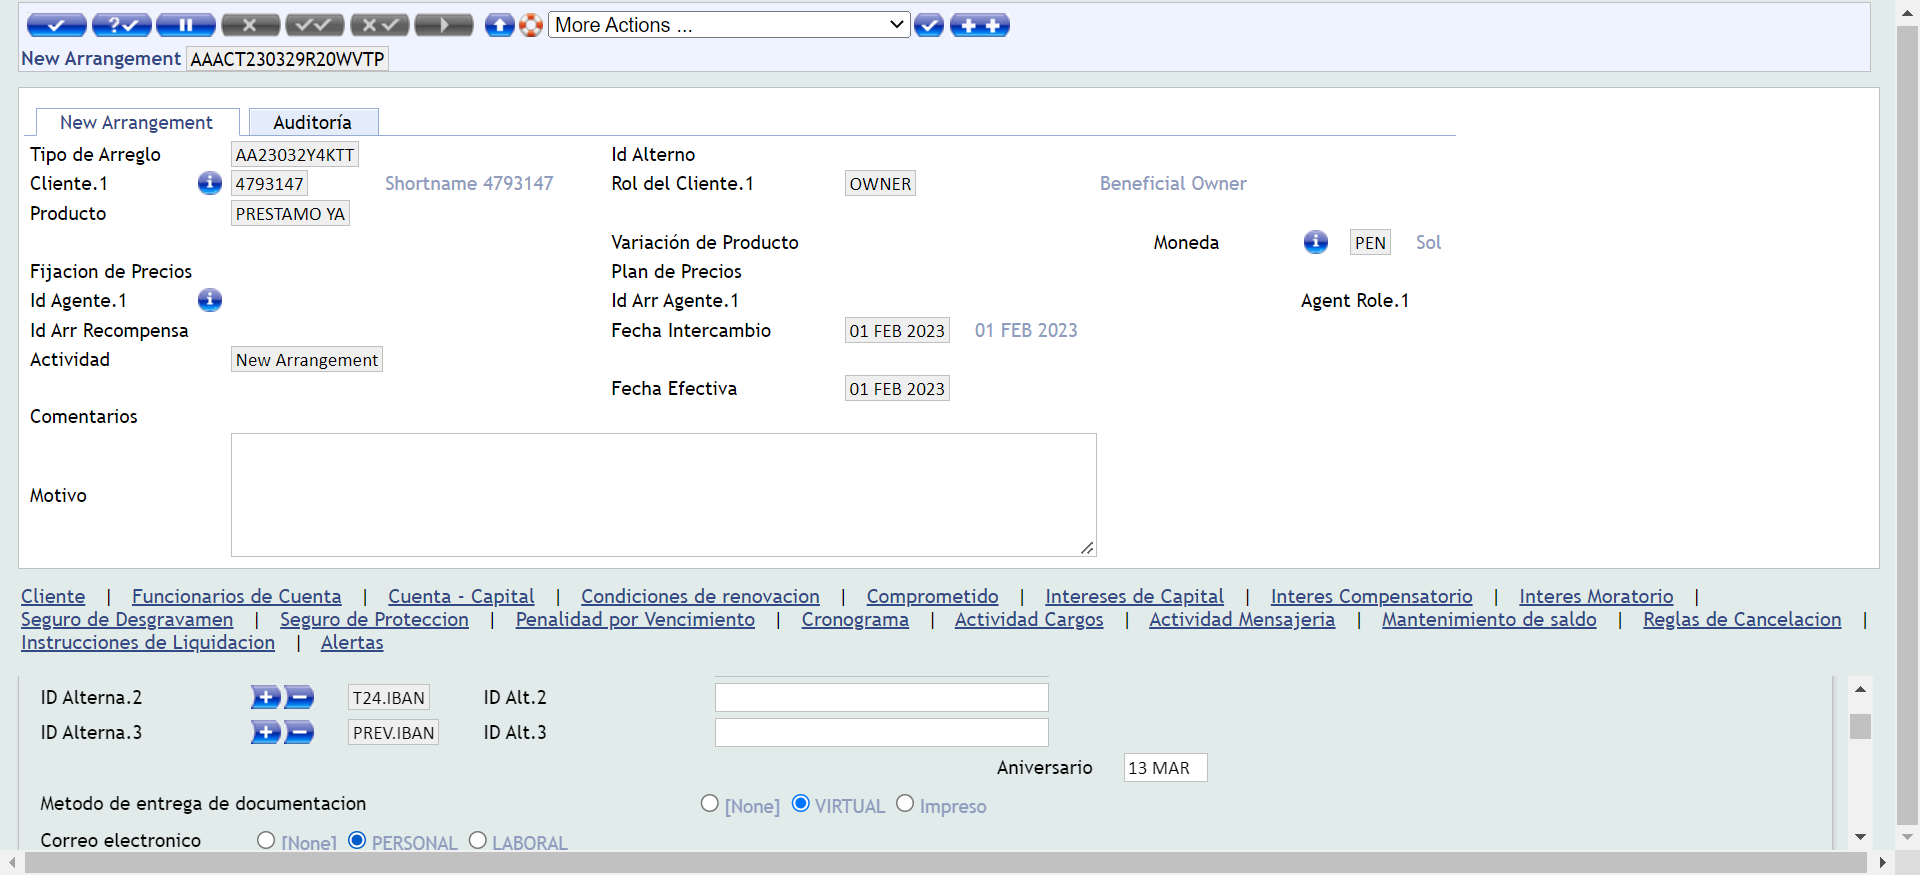 More Actions ...
New Arrangement AAACT230329R20WVTP
New Arrangement Auditoría
Tipo de Arreglo AA23032Y4KTT Id Alterno
Cliente.1 4793147 Shortname 4793147 Rol del Cliente.1 OWNER Beneficial Owner
Producto PRESTAMO YA
Variación de Producto Moneda PEN Sol
Fijacion de Precios Plan de Precios
Id Agente.1 Id Arr Agente.1 Agent Role.1
Id Arr Recompensa Fecha Intercambio 01 FEB 2023 01 FEB 2023
Actividad New Arrangement
Fecha Efectiva 01 FEB 2023
Comentarios
Motivo
Cliente | Funcionarios de Cuenta | Cuenta - Capital | Condiciones de renovacion | Comprometido | Intereses de Capital | Interes Compensatorio | Interes Moratorio |
Seguro de Desgravamen | Seguro de Proteccion | Penalidad por Vencimiento | Cronograma | Actividad Cargos | Actividad Mensajeria | Mantenimiento de saldo | Reglas de Cancelacion |
Instrucciones de Liquidacion | Alertas
ID Alterna.2 T24.IBAN ID Alt.2
ID Alterna.3 PREV.IBAN ID Alt.3
Aniversario 13 MAR
Metodo de entrega de documentacion [None] VIRTUAL Impreso
Correo electronico [None] PERSONAL LABORAL